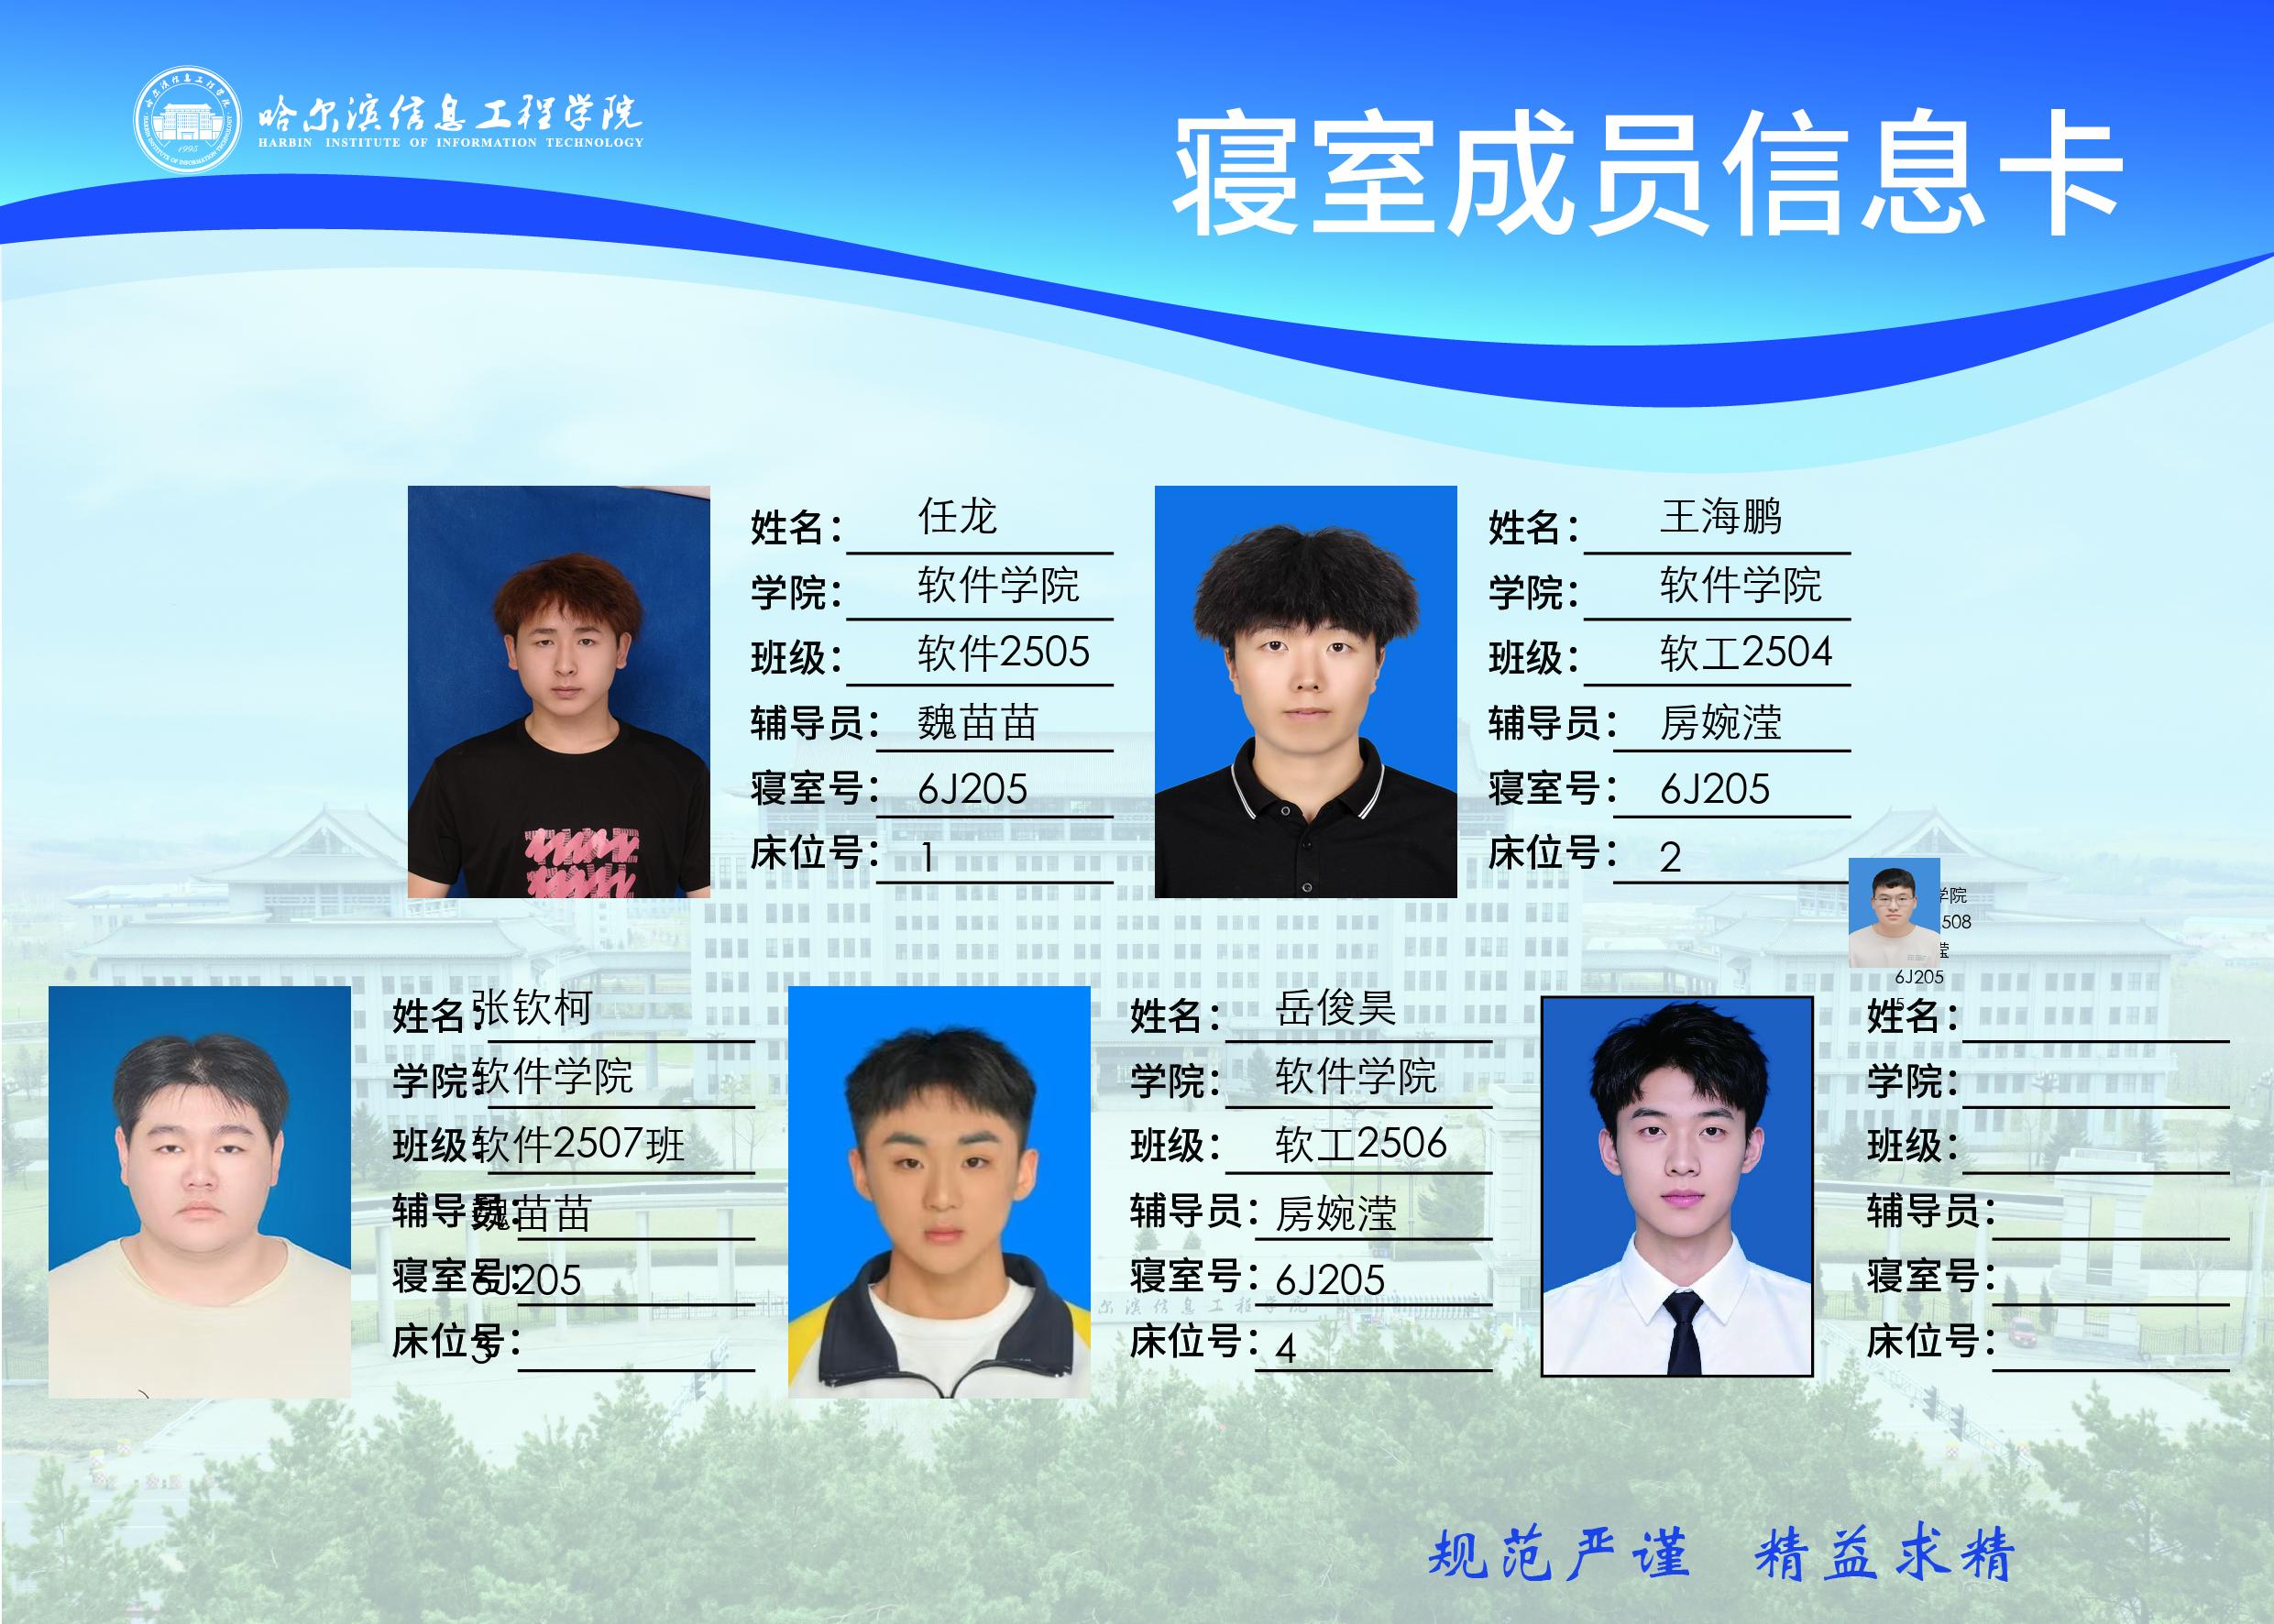 哈尔滨信息工程学院
HARBIN INSTITUTE OF INFORMATION TECHNOLOGY
1995
寝室成员信息卡
姓名：任龙
学院：软件学院
班级：软件2505
辅导员：魏苗苗
寝室号：6J205
床位号：1
姓名：王海鹏
学院：软件学院
班级：软工2504
辅导员：房婉滢
寝室号：6J205
床位号：2
学院
508
滢
6J205
姓名：张钦柯
学院：软件学院
班级：软件2507班
辅导员：魏苗苗
寝室号：6J205
床位号：3
姓名：岳俊昊
学院：软件学院
班级：软工2506
辅导员：房婉滢
寝室号：6J205
床位号：4
姓名：
学院：
班级：
辅导员：
寝室号：
床位号：
规范严谨 精益求精